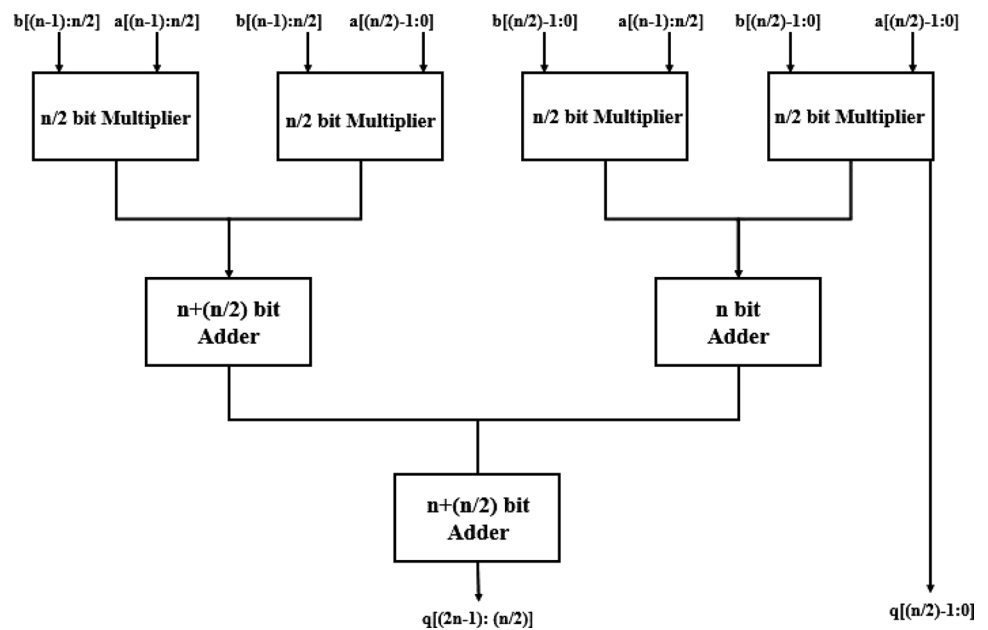 b[(n-1):n/2] a[(n-1):n/2] b[(n-1):n/2] a[(n/2)-1:0] b[(n/2)-1:0] a[(n-1):n/2] b[(n/2)-1:0] a[(n/2)-1:0]
n/2 bit Multiplier
n/2 bit Multiplier
n/2 bit Multiplier
n/2 bit Multiplier
n+(n/2) bit
Adder
n bit
Adder
n+(n/2) bit
Adder
q[(2n-1): (n/2)]
q[(n/2)-1:0]